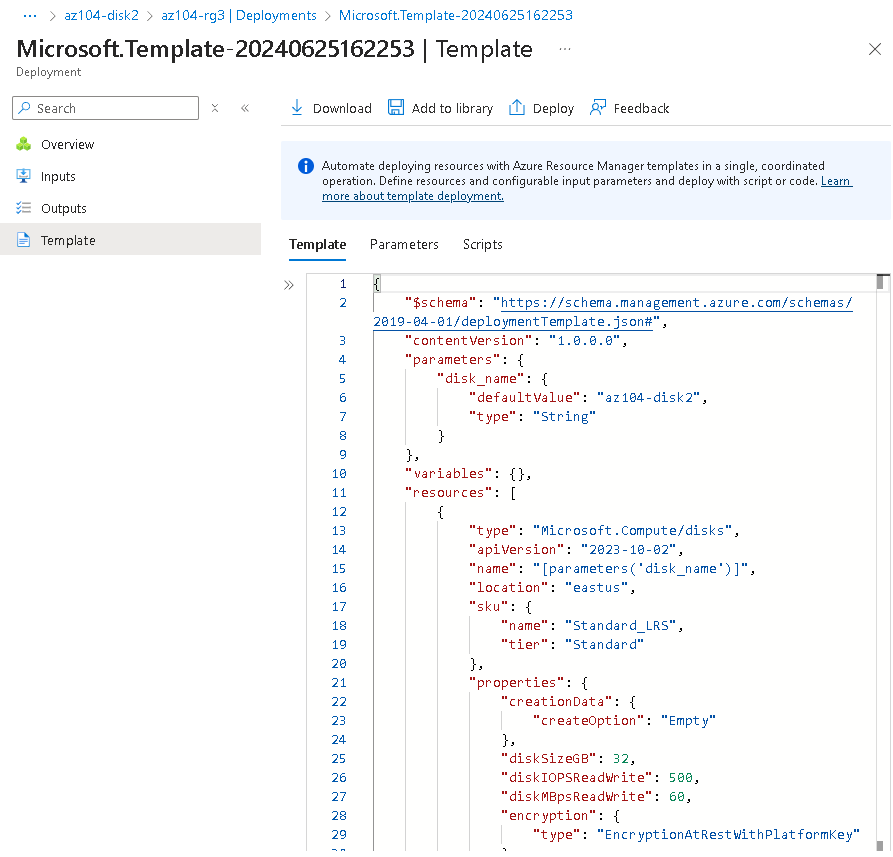 ... > az104-disk2 > az104-rg3 | Deployments > Microsoft.Template-20240625162253
Microsoft.Template-20240625162253 | Template ...
Deployment
Search
Overview
Inputs
Outputs
Template
Download Add to library Deploy Feedback
Automate deploying resources with Azure Resource Manager templates in a single, coordinated
operation. Define resources and configurable input parameters and deploy with script or code. Learn
more about template deployment.
Template Parameters Scripts
1 {
2 "$schema": "https://schema.management.azure.com/schemas/
2019-04-01/deploymentTemplate.json#",
3 "contentVersion": "1.0.0.0",
4 "parameters": {
5 "disk_name": {
6 "defaultValue": "az104-disk2",
7 "type": "String"
8 }
9 },
10 "variables": {},
11 "resources": [
12 {
13 "type": "Microsoft.Compute/disks",
14 "apiVersion": "2023-10-02",
15 "name": "[parameters('disk_name')]",
16 "location": "eastus",
17 "sku": {
18 "name": "Standard_LRS",
19 "tier": "Standard"
20 },
21 "properties": {
22 "creationData": {
23 "createOption": "Empty"
24 },
25 "diskSizeGB": 32,
26 "diskIOPSReadWrite": 500,
27 "diskMBpsReadWrite": 60,
28 "encryption": {
29 "type": "EncryptionAtRestWithPlatformKey"